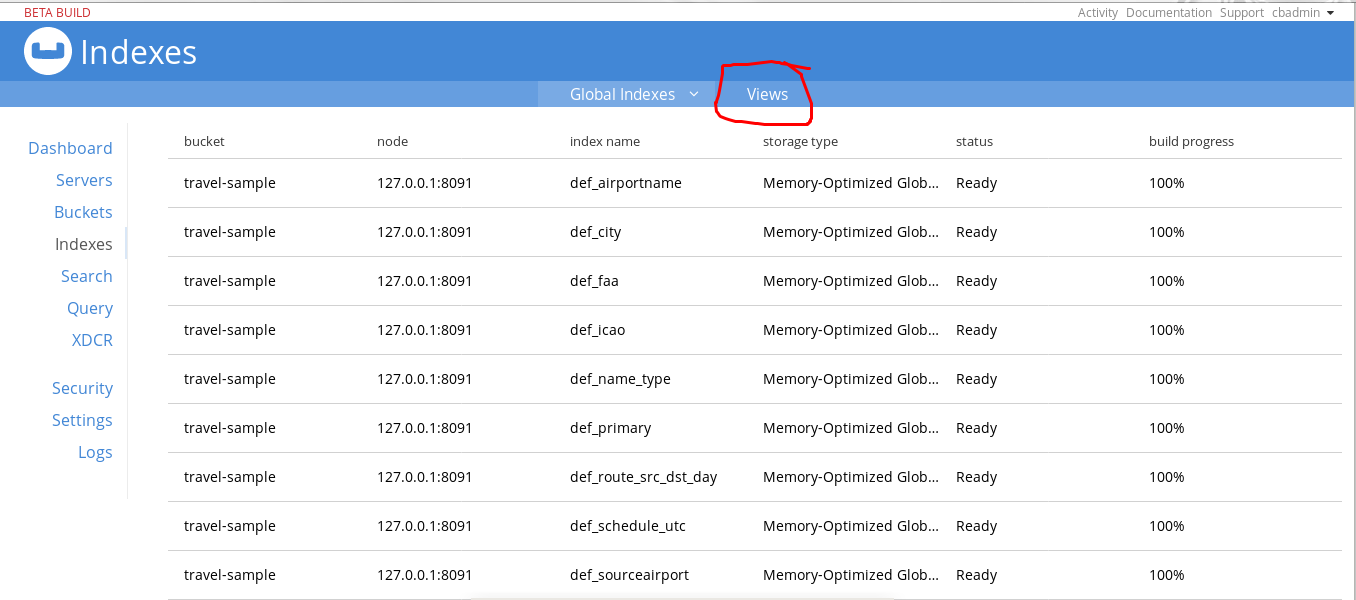 BETA BUILD Activity Documentation Support cbadmin
Indexes
Global Indexes Views
bucket node index name storage type status build progress
Dashboard
Servers
Buckets
Indexes
Search
Query
XDCR
Security
Settings
Logs
travel-sample 127.0.0.1:8091 def_airportname Memory-Optimized Glob... Ready 100%
travel-sample 127.0.0.1:8091 def_city Memory-Optimized Glob... Ready 100%
travel-sample 127.0.0.1:8091 def_faa Memory-Optimized Glob... Ready 100%
travel-sample 127.0.0.1:8091 def_icao Memory-Optimized Glob... Ready 100%
travel-sample 127.0.0.1:8091 def_name_type Memory-Optimized Glob... Ready 100%
travel-sample 127.0.0.1:8091 def_primary Memory-Optimized Glob... Ready 100%
travel-sample 127.0.0.1:8091 def_route_src_dst_day Memory-Optimized Glob... Ready 100%
travel-sample 127.0.0.1:8091 def_schedule_utc Memory-Optimized Glob... Ready 100%
travel-sample 127.0.0.1:8091 def_sourceairport Memory-Optimized Glob... Ready 100%